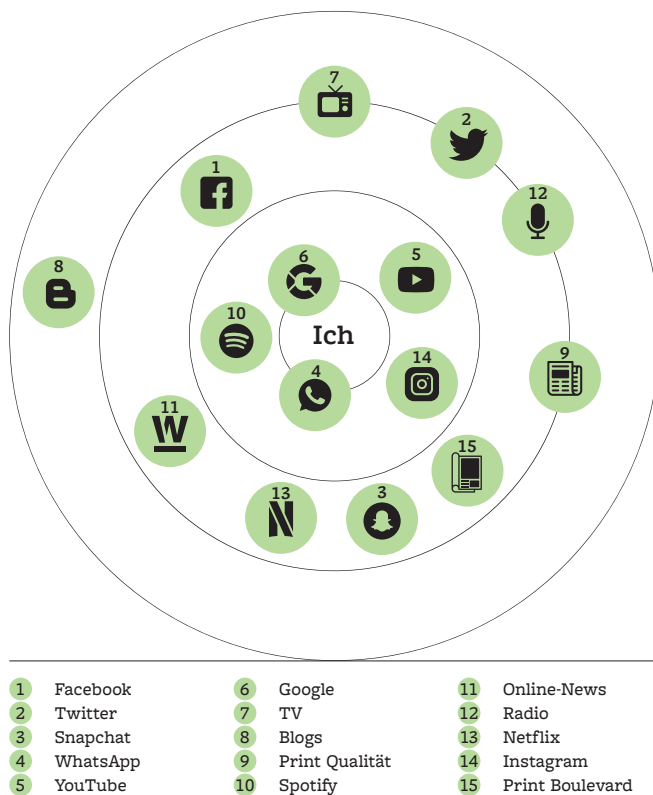 7
2
1
12
6
5
8
10
Ich
14
4
9
11
W
15
13
N
3
1 Facebook
2 Twitter
3 Snapchat
4 WhatsApp
5 YouTube
6 Google
7 TV
8 Blogs
9 Print Qualität
10 Spotify
11 Online-News
12 Radio
13 Netflix
14 Instagram
15 Print Boulevard